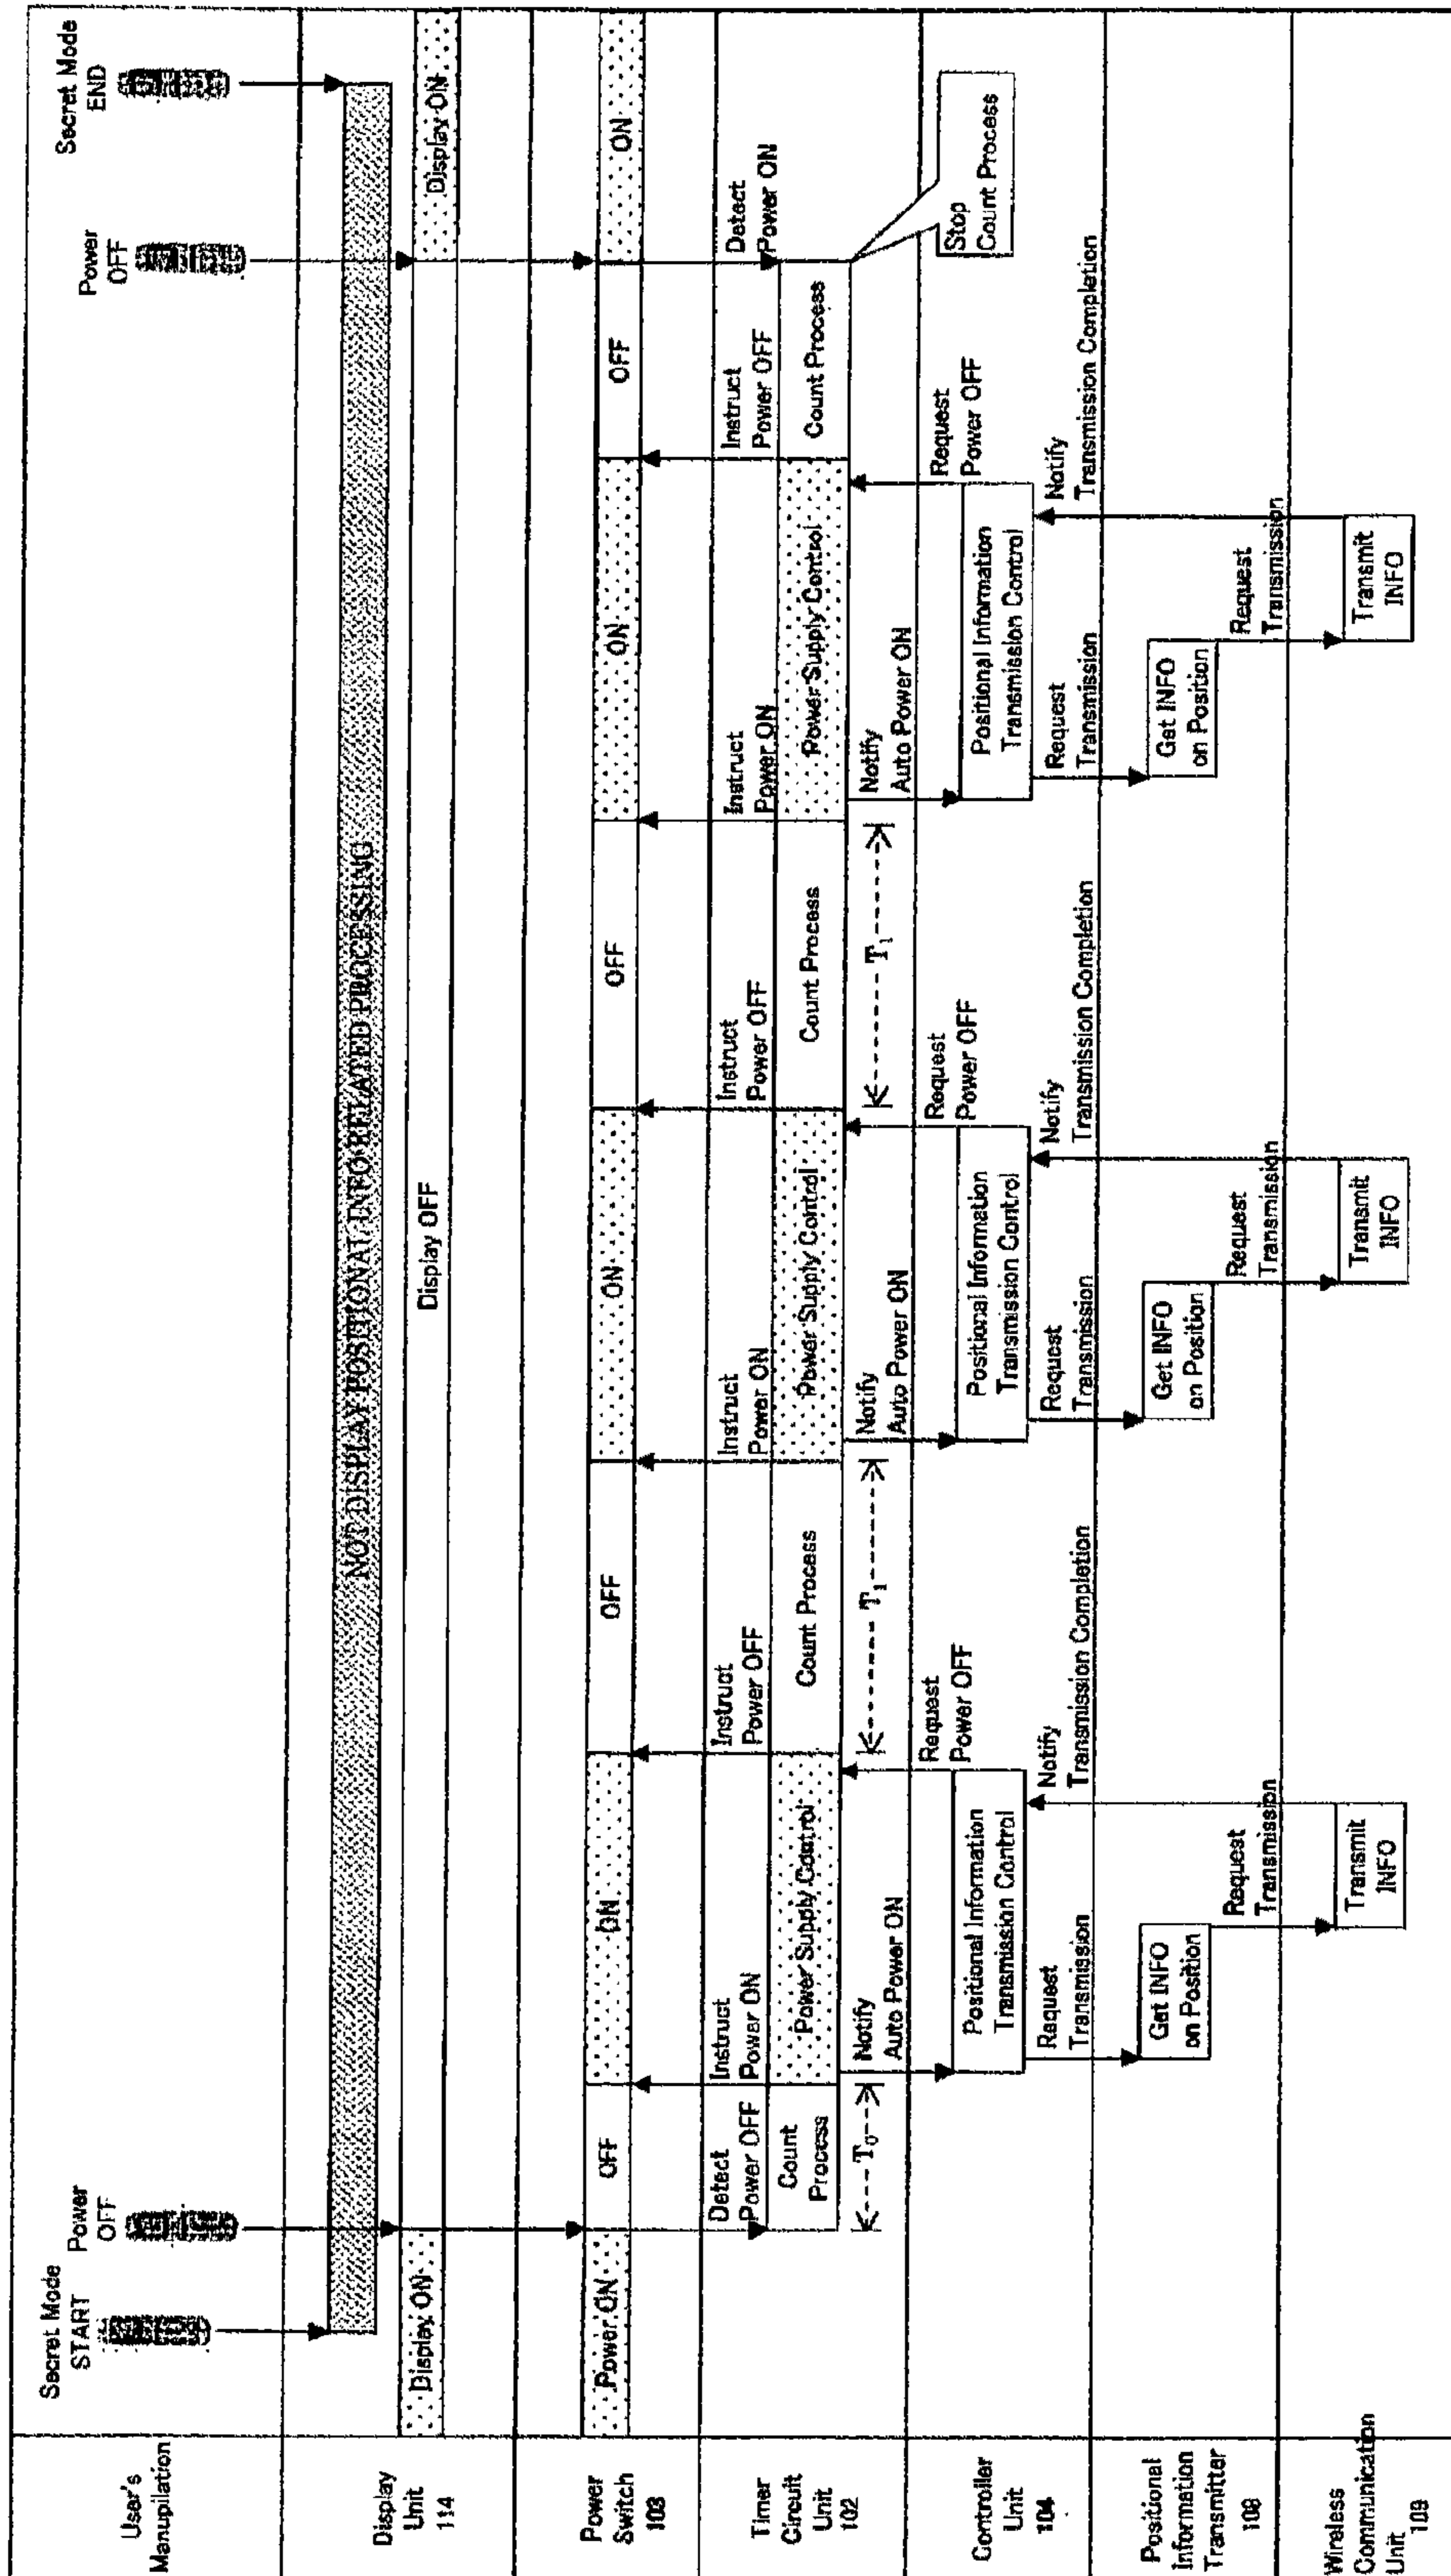 User's
Manupilation
Secret Mode
START
Power
OFF
Power
OFF
Secret Mode
END
Display
Unit
114
NOT DISPLAY POSITIONAL INFO RELATED PROCESSING
Display ON
Display OFF
Display ON
Power
Switch
103
Power ON
OFF
ON
OFF
ON
OFF
ON
OFF
ON
Timer
Circuit
Unit
102
Detect
Power OFF
Instruct
Power ON
Instruct
Power OFF
Instruct
Power ON
Instruct
Power OFF
Instruct
Power ON
Instruct
Power OFF
Detect
Power ON
Count
Process
Power Supply Control
Count Process
Power Supply Control
Count Process
Power Supply Control
Count Process
T0
Notify
Auto Power ON
T1
Notify
Auto Power ON
T1
Notify
Auto Power ON
Controller
Unit
104
Request
Power OFF
Request
Power OFF
Request
Power OFF
Stop
Count Process
Positional Information
Transmission Control
Positional Information
Transmission Control
Positional Information
Transmission Control
Request
Transmission
Notify
Transmission Completion
Request
Transmission
Notify
Transmission Completion
Request
Transmission
Notify
Transmission Completion
Positional
Information
Transmitter
108
Get INFO
on Position
Request
Transmission
Get INFO
on Position
Request
Transmission
Get INFO
on Position
Request
Transmission
Wireless
Communication
Unit 109
Transmit
INFO
Transmit
INFO
Transmit
INFO